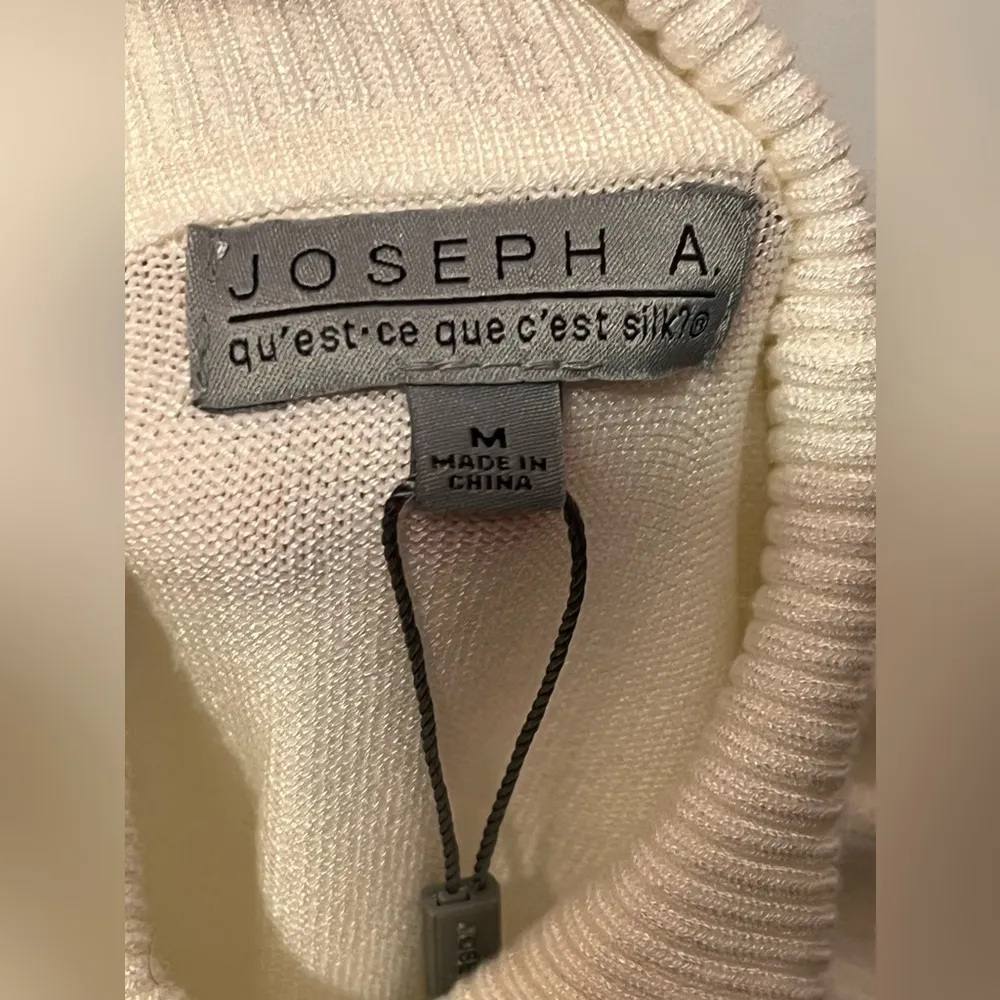 JOSEPH A.
qu'est·ce que c'est silk?®
M
MADE IN
CHINA